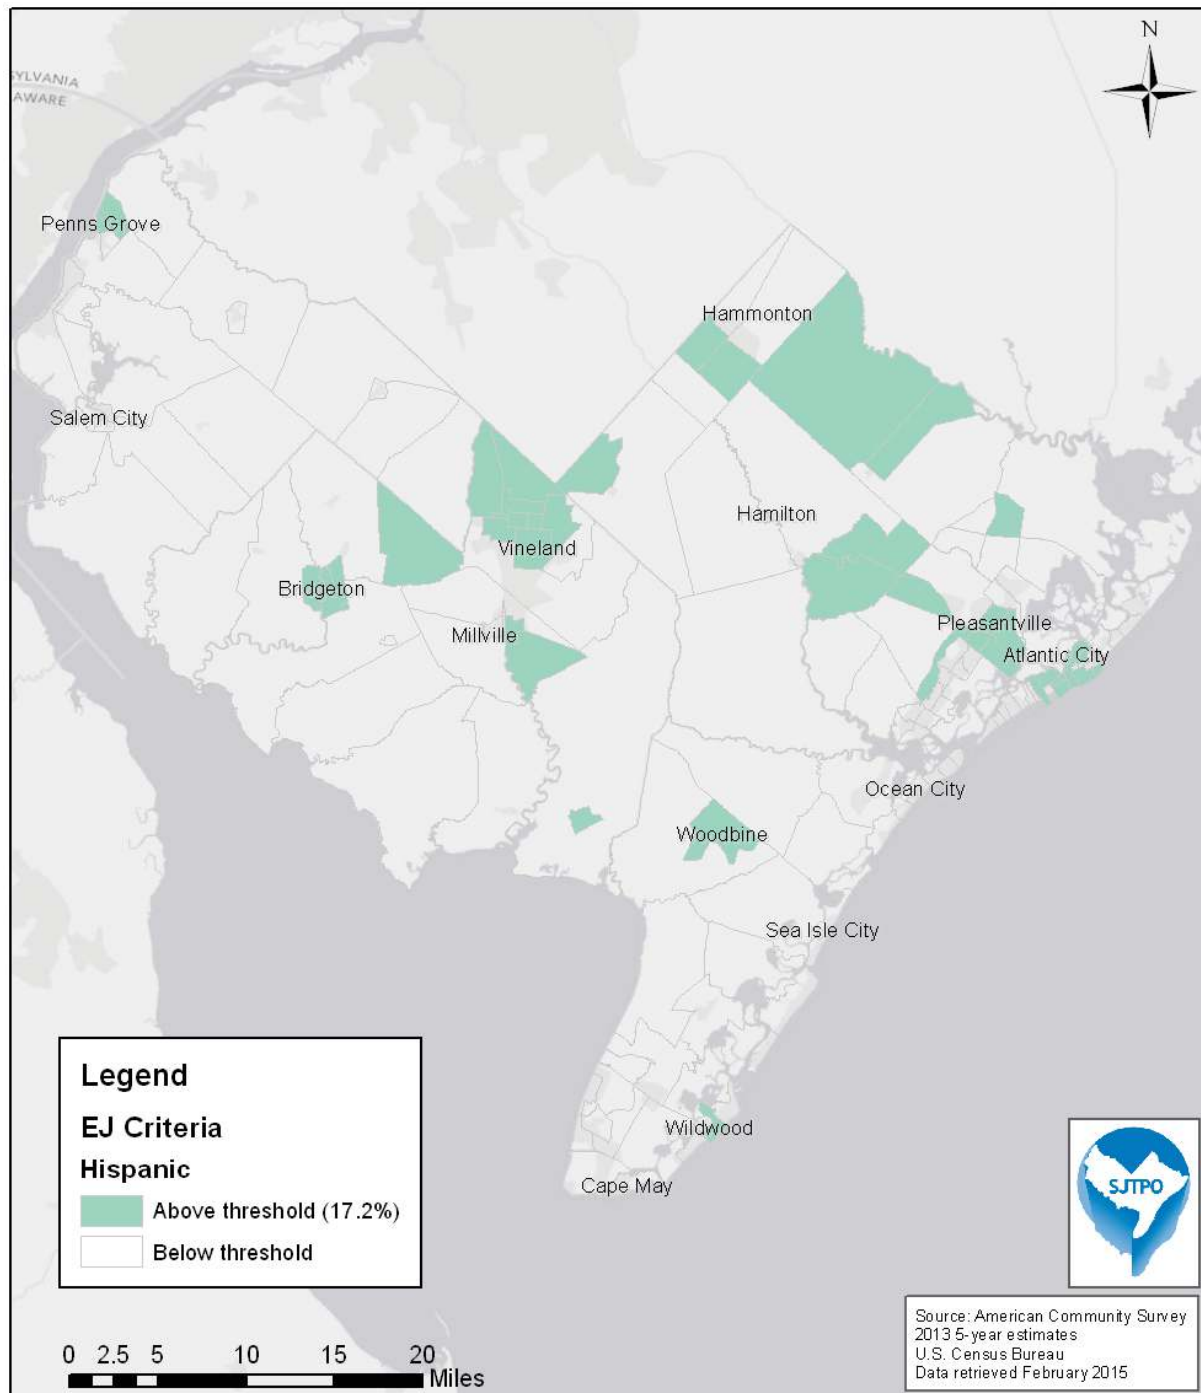 N
SYLVANIA
AWARE
Penns Grove
Hammonton
Salem City
Hamilton
Vineland
Bridgeton
Pleasantville
Millville
Atlantic City
Ocean City
Woodbine
Sea Isle City
Wildwood
Cape May
Legend
EJ Criteria
Hispanic
Above threshold (17.2%)
Below threshold
SJTPO
Source: American Community Survey
2013 5-year estimates
U.S. Census Bureau
Data retrieved February 2015
0 2.5 5 10 15 20
Miles